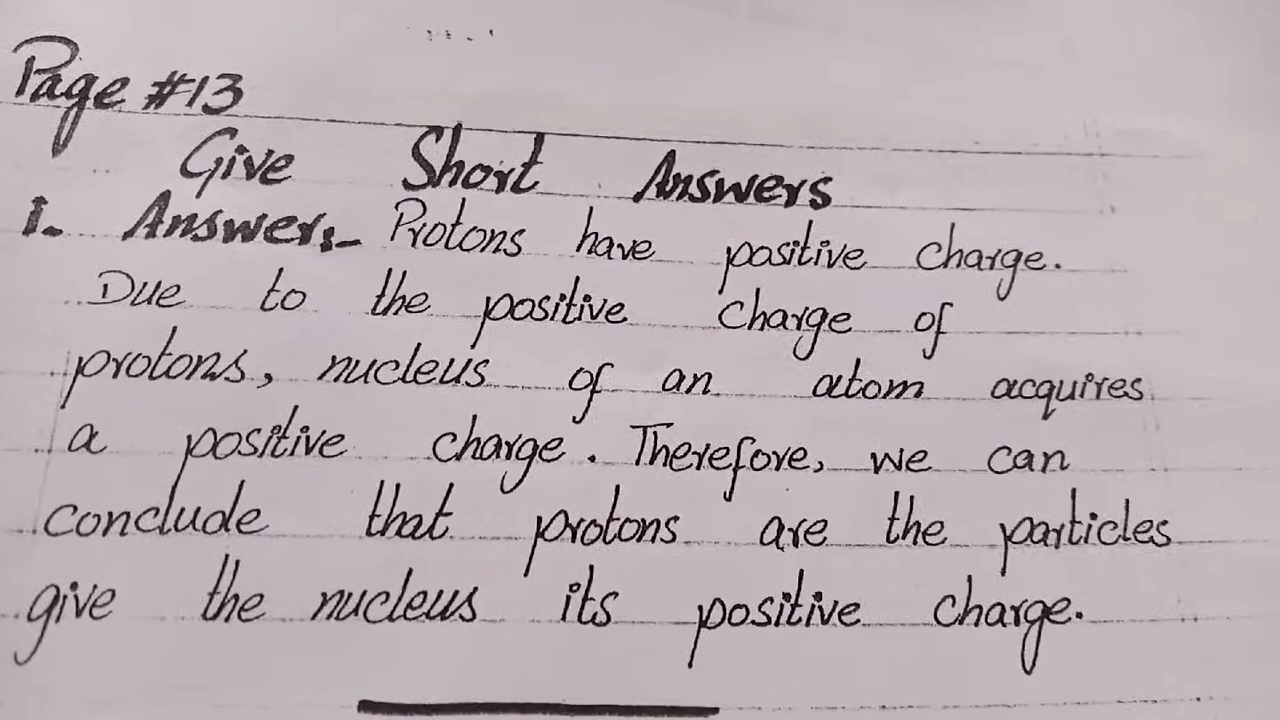 Page #13
Give Short Answers
1. Answer:- Protons have positive charge.
Due to the positive charge of
protons, nucleus of an atom acquires
a positive charge. Therefore, we can
conclude that protons are the particles
give the nucleus its positive charge.